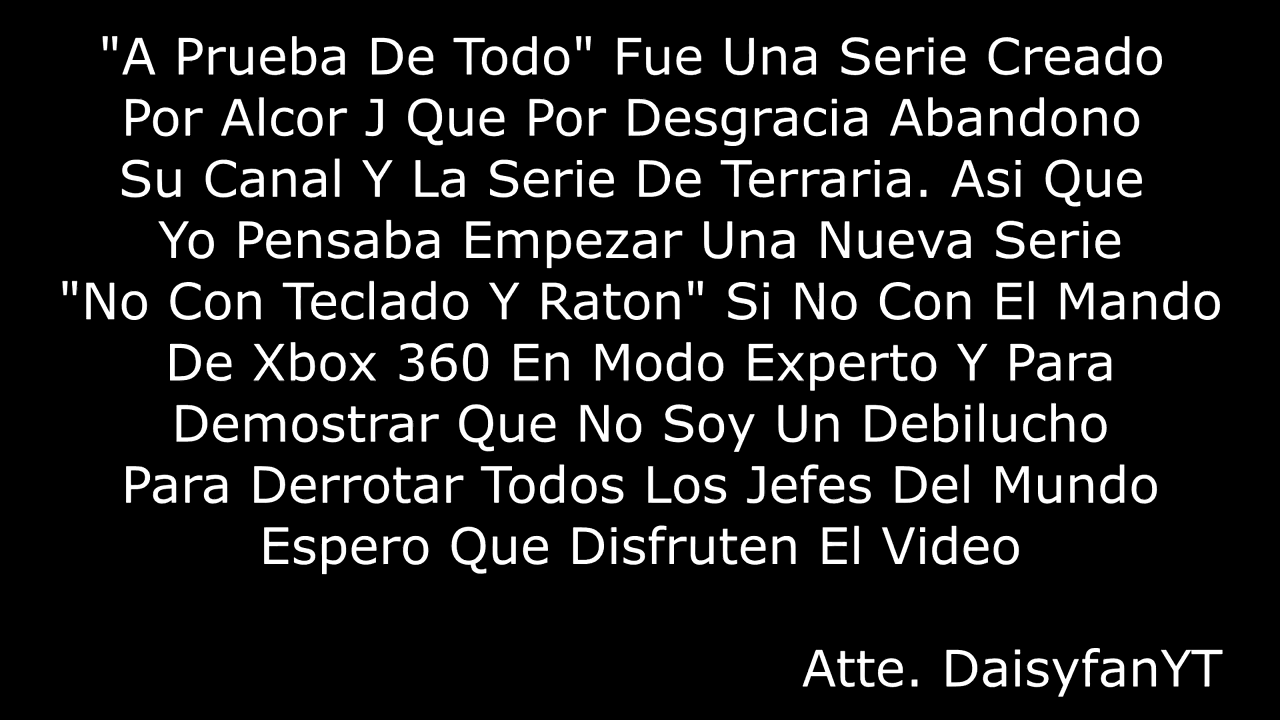 "A Prueba De Todo" Fue Una Serie Creado
Por Alcor J Que Por Desgracia Abandono
Su Canal Y La Serie De Terraria. Asi Que
Yo Pensaba Empezar Una Nueva Serie
"No Con Teclado Y Raton" Si No Con El Mando
De Xbox 360 En Modo Experto Y Para
Demostrar Que No Soy Un Debilucho
Para Derrotar Todos Los Jefes Del Mundo
Espero Que Disfruten El Video
Atte. DaisyfanYT